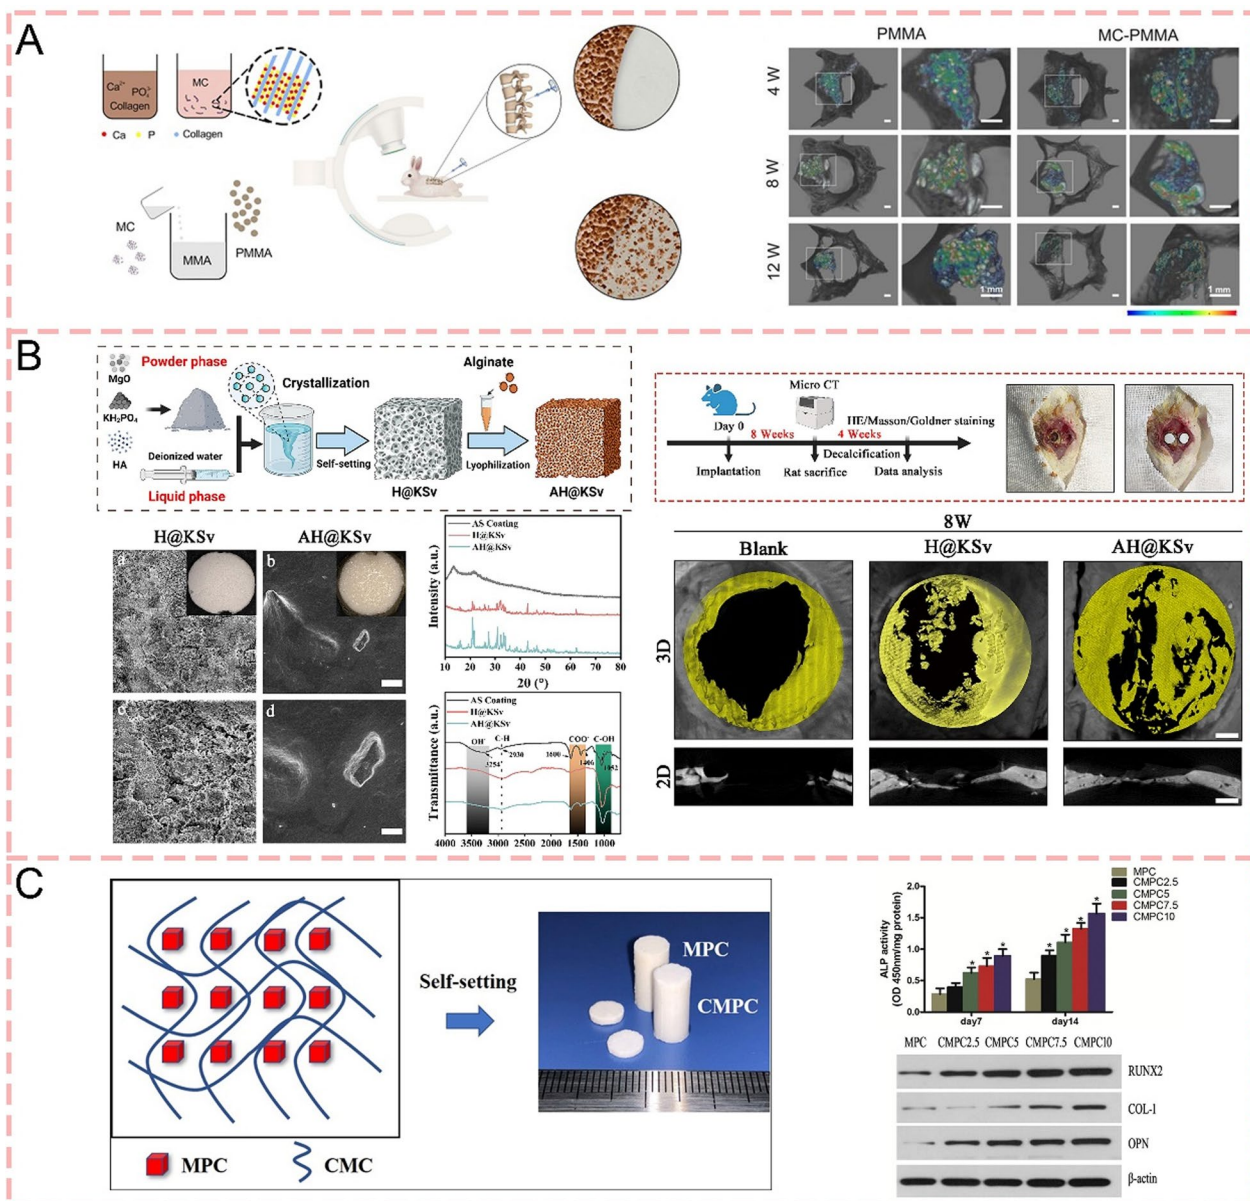 A
Ca²⁺
PO₄³⁻
Collagen
MC
Ca
P
Collagen
MC
MMA
PMMA
PMMA
MC-PMMA
4 W
8 W
12 W
1 mm
1 mm
B
MgO
KH₂PO₄
HA
Powder phase
Deionized water
Liquid phase
Crystallization
Self-setting
H@KSv
Alginate
Lyophilization
AH@KSv
Day 0
Micro CT
HE/Masson/Goldner staining
8 Weeks
4 Weeks
Decalcification
Implantation
Rat sacrifice
Data analysis
H@KSv
AH@KSv
a
b
c
d
AS Coating
H@KSv
AH@KSv
Intensity (a.u.)
10 20 30 40 50 60 70 80
2θ (°)
AS Coating
H@KSv
AH@KSv
OH⁻
C-H
COO⁻
C-OH
3254
2930
1600
1406
1052
Transmittance (a.u.)
4000 3500 3000 2500 2000 1500 1000
8W
Blank
H@KSv
AH@KSv
3D
2D
C
MPC
CMC
Self-setting
MPC
CMPC
MPC
CMPC2.5
CMPC5
CMPC7.5
CMPC10
ALP activity
(OD 450nm/mg protein)
2.0
1.5
1.0
0.5
0.0
* * * * * * *
day7
day14
MPC CMPC2.5 CMPC5 CMPC7.5 CMPC10
RUNX2
COL-1
OPN
β-actin